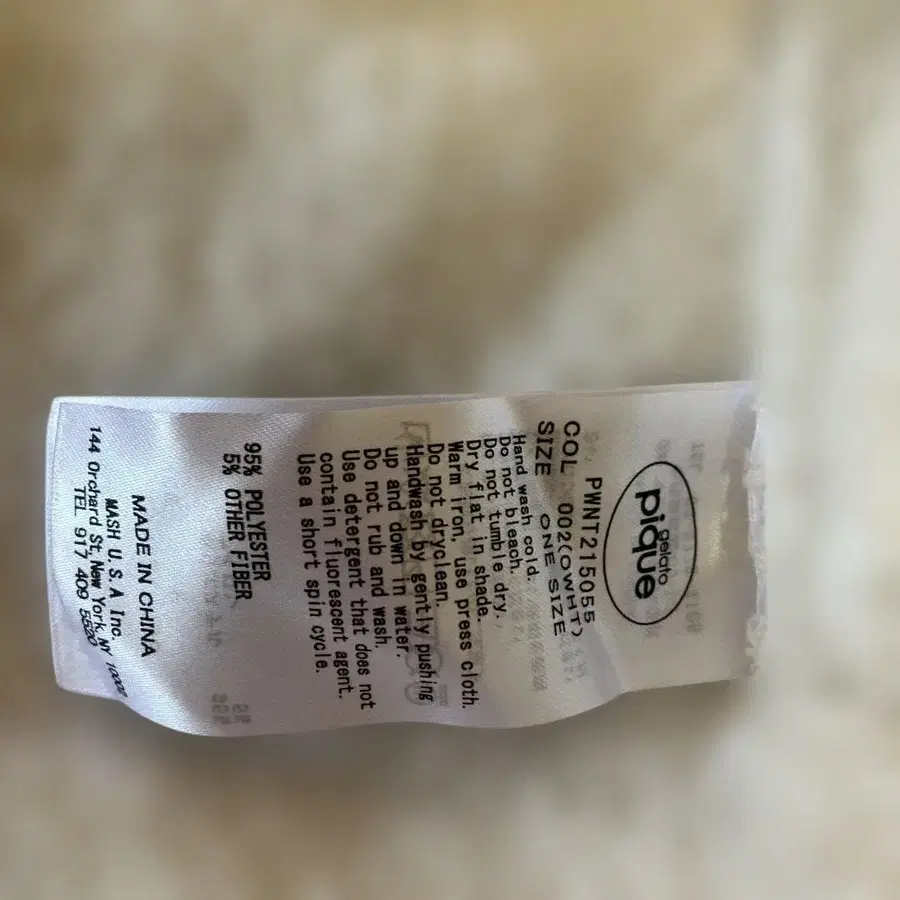 gelato
pique
PWNT215055
COL 002(OWHT)
SIZE ONE SIZE
Hand wash cold.
Do not bleach.
Do not tumble dry.
Dry flat in shade.
Warm iron, use press cloth.
Do not dryclean.
Handwash by gently pushing
up and down in water.
Do not rub and wash.
Use detergent that does not
contain fluorescent agent.
Use a short spin cycle.
95% POLYESTER
5% OTHER FIBER
MADE IN CHINA
MASH U.S.A Inc.
144 Orchard St, New York, NY 10002
TEL 917 409 5520